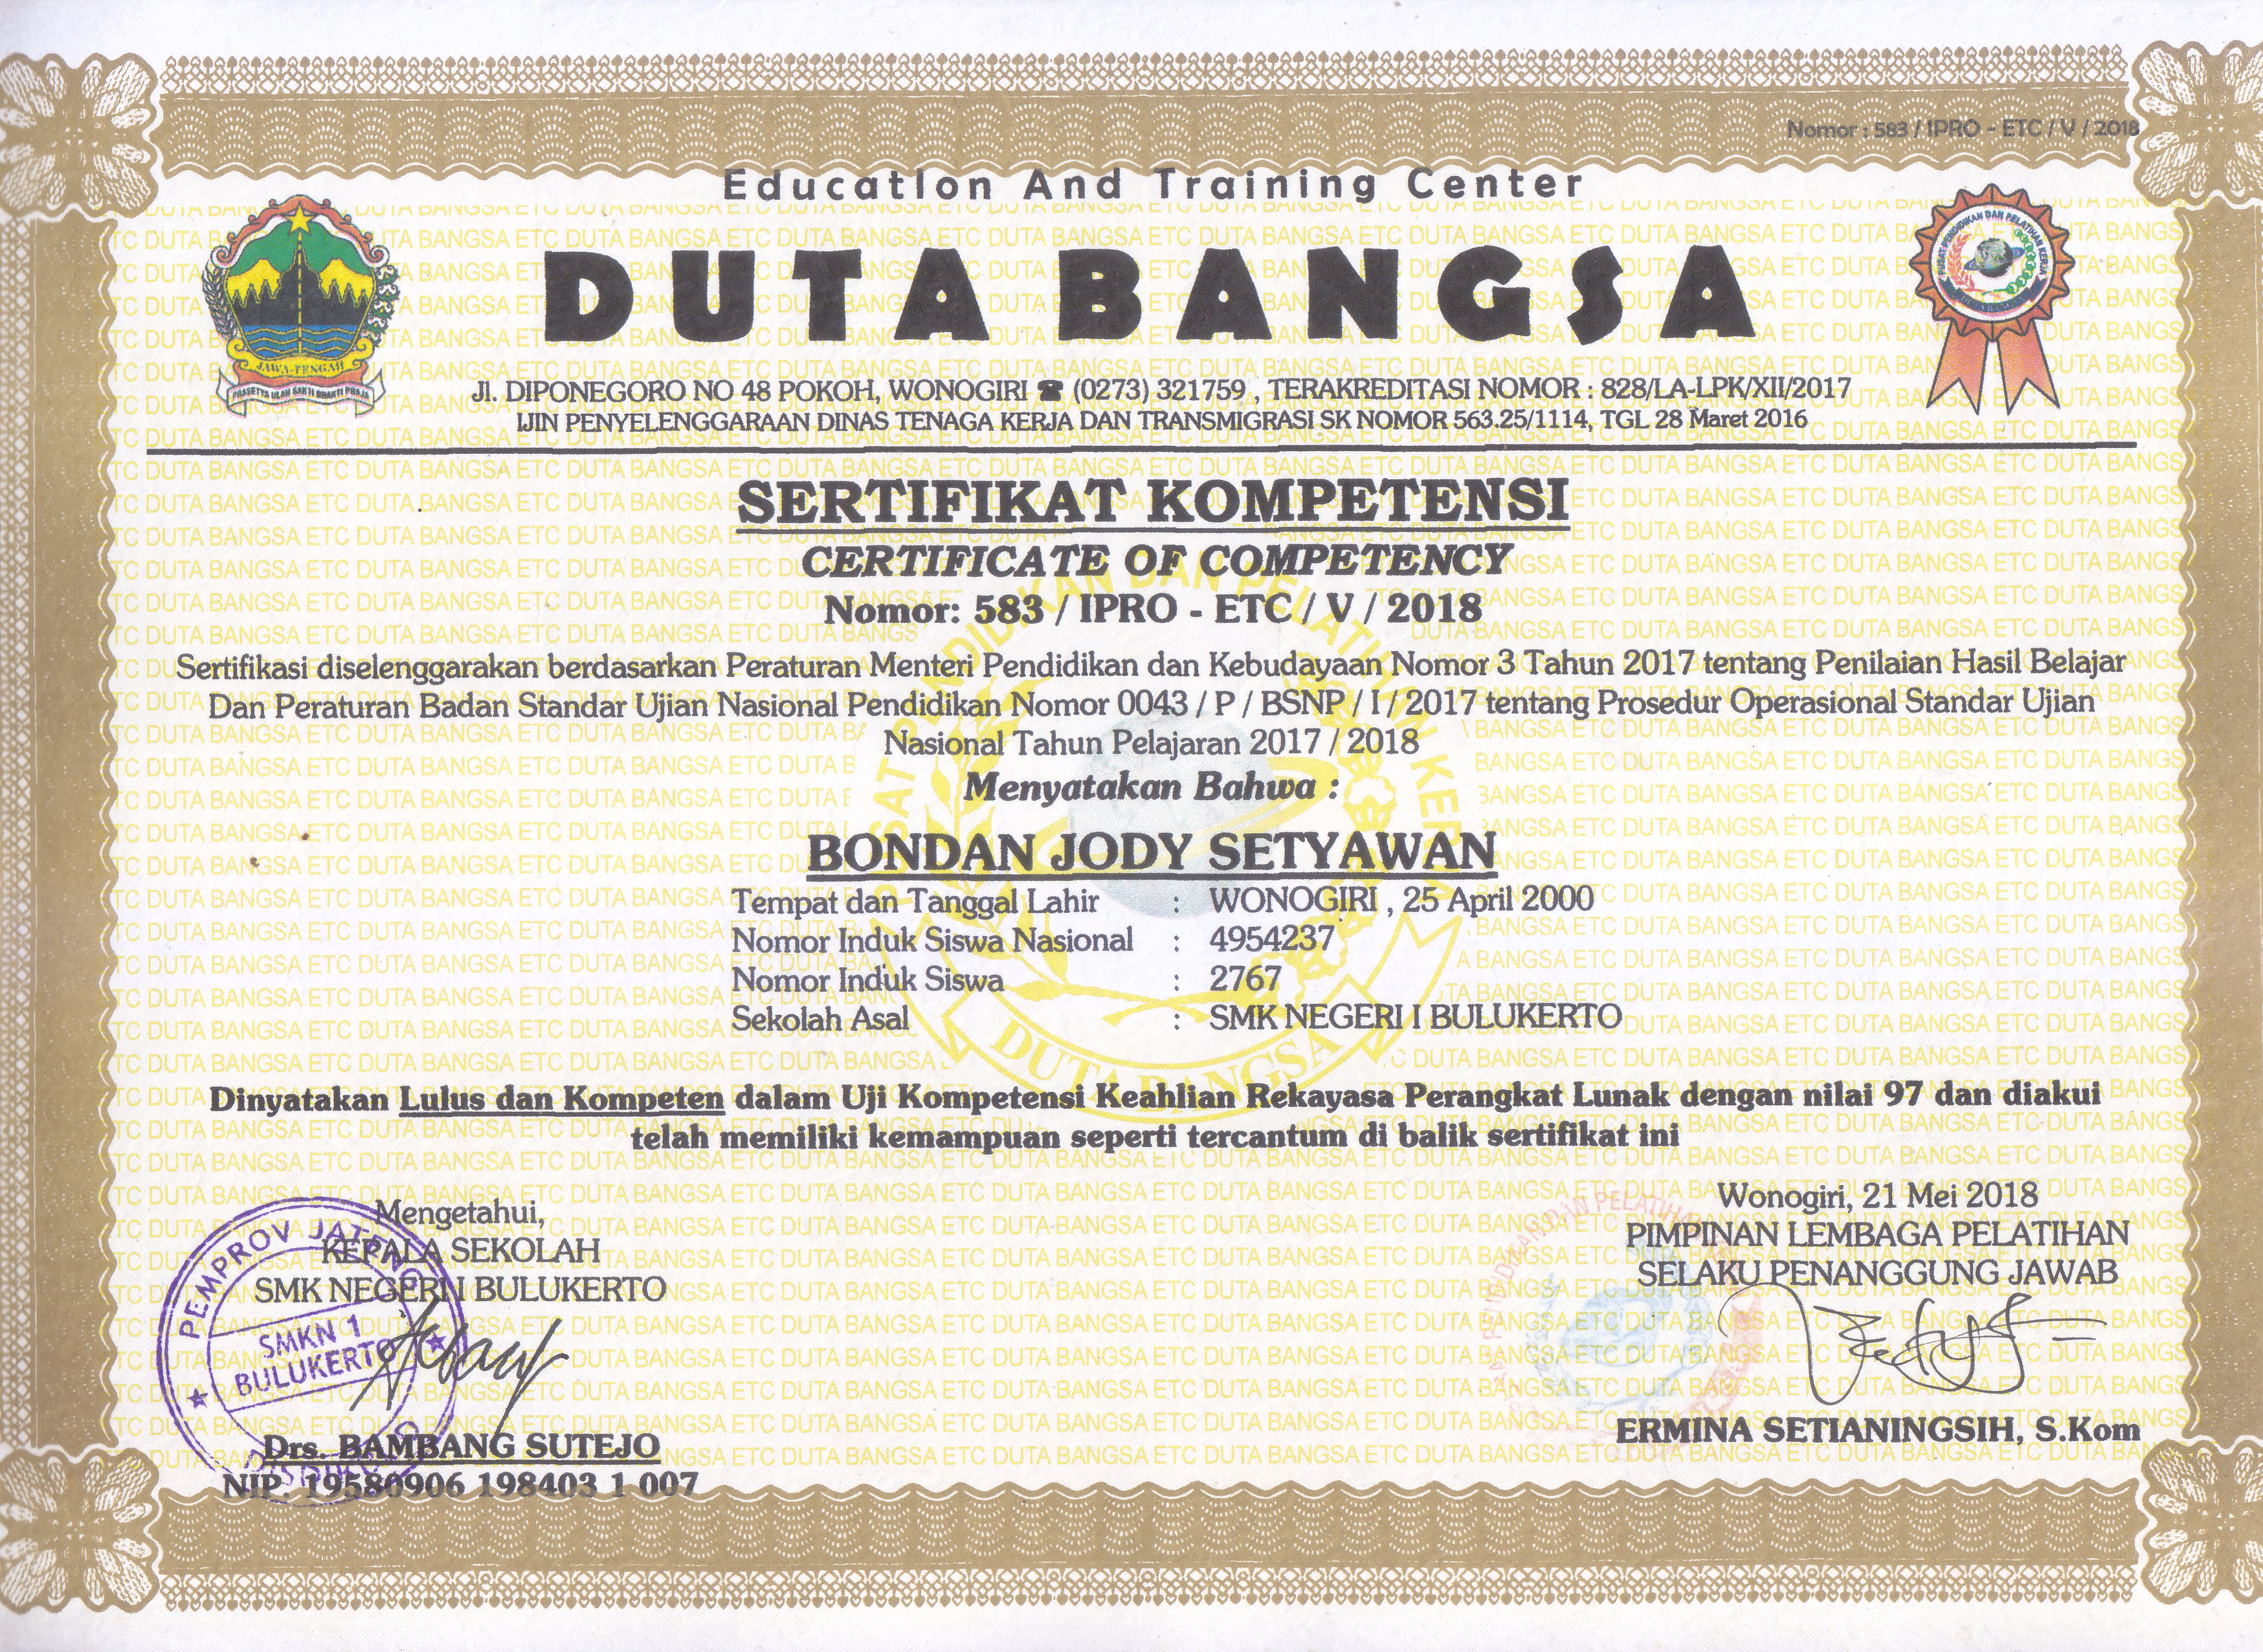 Nomor : 583 / IPRO - ETC / V / 2018
Education And Training Center
DUTA BANGSA
JAWA-TENGAH
PRASETYA ULAH SAKTI BHAKTI PRAJA
PUSAT PENDIDIKAN DAN PELATIHAN KERJA
Jl. DIPONEGORO NO 48 POKOH, WONOGIRI ☎ (0273) 321759 , TERAKREDITASI NOMOR : 828/LA-LPK/XII/2017
IJIN PENYELENGGARAAN DINAS TENAGA KERJA DAN TRANSMIGRASI SK NOMOR 563.25/1114, TGL 28 Maret 2016
SERTIFIKAT KOMPETENSI
CERTIFICATE OF COMPETENCY
Nomor: 583 / IPRO - ETC / V / 2018
Sertifikasi diselenggarakan berdasarkan Peraturan Menteri Pendidikan dan Kebudayaan Nomor 3 Tahun 2017 tentang Penilaian Hasil Belajar
Dan Peraturan Badan Standar Ujian Nasional Pendidikan Nomor 0043 / P / BSNP / I / 2017 tentang Prosedur Operasional Standar Ujian
Nasional Tahun Pelajaran 2017 / 2018
Menyatakan Bahwa :
BONDAN JODY SETYAWAN
Tempat dan Tanggal Lahir : WONOGIRI , 25 April 2000
Nomor Induk Siswa Nasional : 4954237
Nomor Induk Siswa : 2767
Sekolah Asal : SMK NEGERI I BULUKERTO
DUTA BANGSA
Dinyatakan Lulus dan Kompeten dalam Uji Kompetensi Keahlian Rekayasa Perangkat Lunak dengan nilai 97 dan diakui
telah memiliki kemampuan seperti tercantum di balik sertifikat ini
Mengetahui,
KEPALA SEKOLAH
SMK NEGERI I BULUKERTO
PEMPROV JATENG
SMKN 1
BULUKERTO
Drs. BAMBANG SUTEJO
NIP. 19580906 198403 1 007
Wonogiri, 21 Mei 2018
PIMPINAN LEMBAGA PELATIHAN
SELAKU PENANGGUNG JAWAB
ERMINA SETIANINGSIH, S.Kom